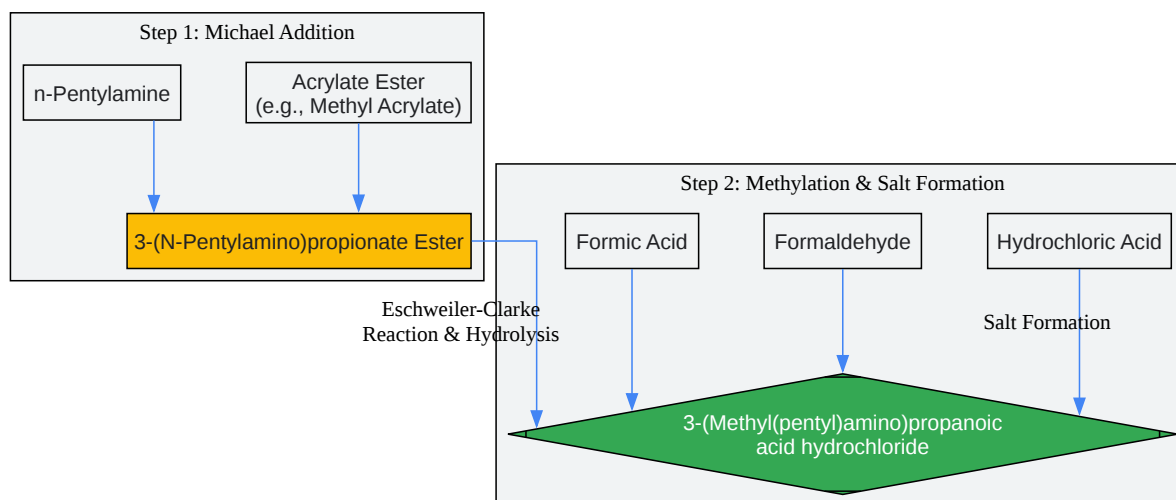 Step 1: Michael Addition
n-Pentylamine
Acrylate Ester
(e.g., Methyl Acrylate)
3-(N-Pentylamino)propionate Ester
Step 2: Methylation & Salt Formation
Formic Acid
Formaldehyde
Hydrochloric Acid
Eschweiler-Clarke
Reaction & Hydrolysis
Salt Formation
3-(Methyl(pentyl)amino)propanoic
acid hydrochloride